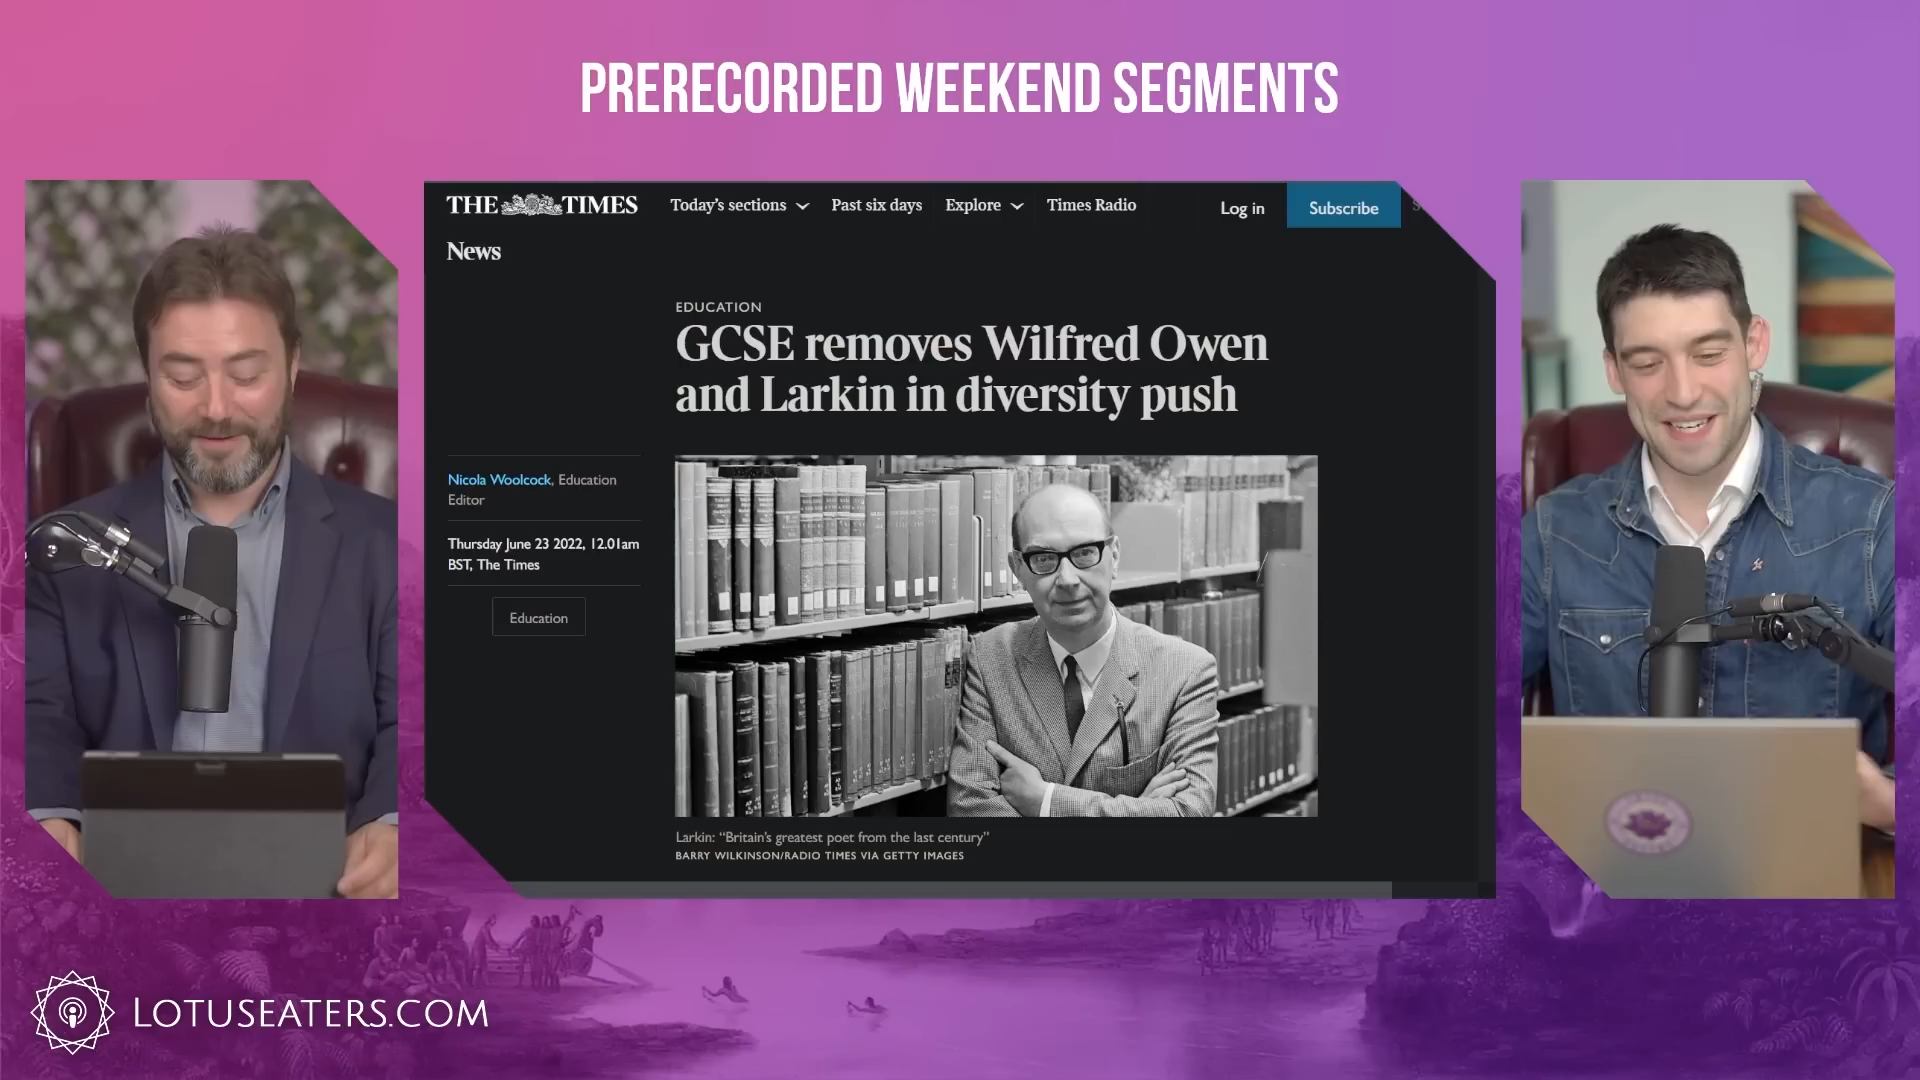 PRERECORDED WEEKEND SEGMENTS
THE TIMES
Today's sections
Past six days
Explore
Times Radio
Log in
Subscribe
News
EDUCATION
GCSE removes Wilfred Owen
and Larkin in diversity push
Nicola Woolcock, Education
Editor
Thursday June 23 2022, 12.01am
BST, The Times
Education
Larkin: “Britain's greatest poet from the last century”
BARRY WILKINSON/RADIO TIMES VIA GETTY IMAGES
LOTUSEATERS.COM